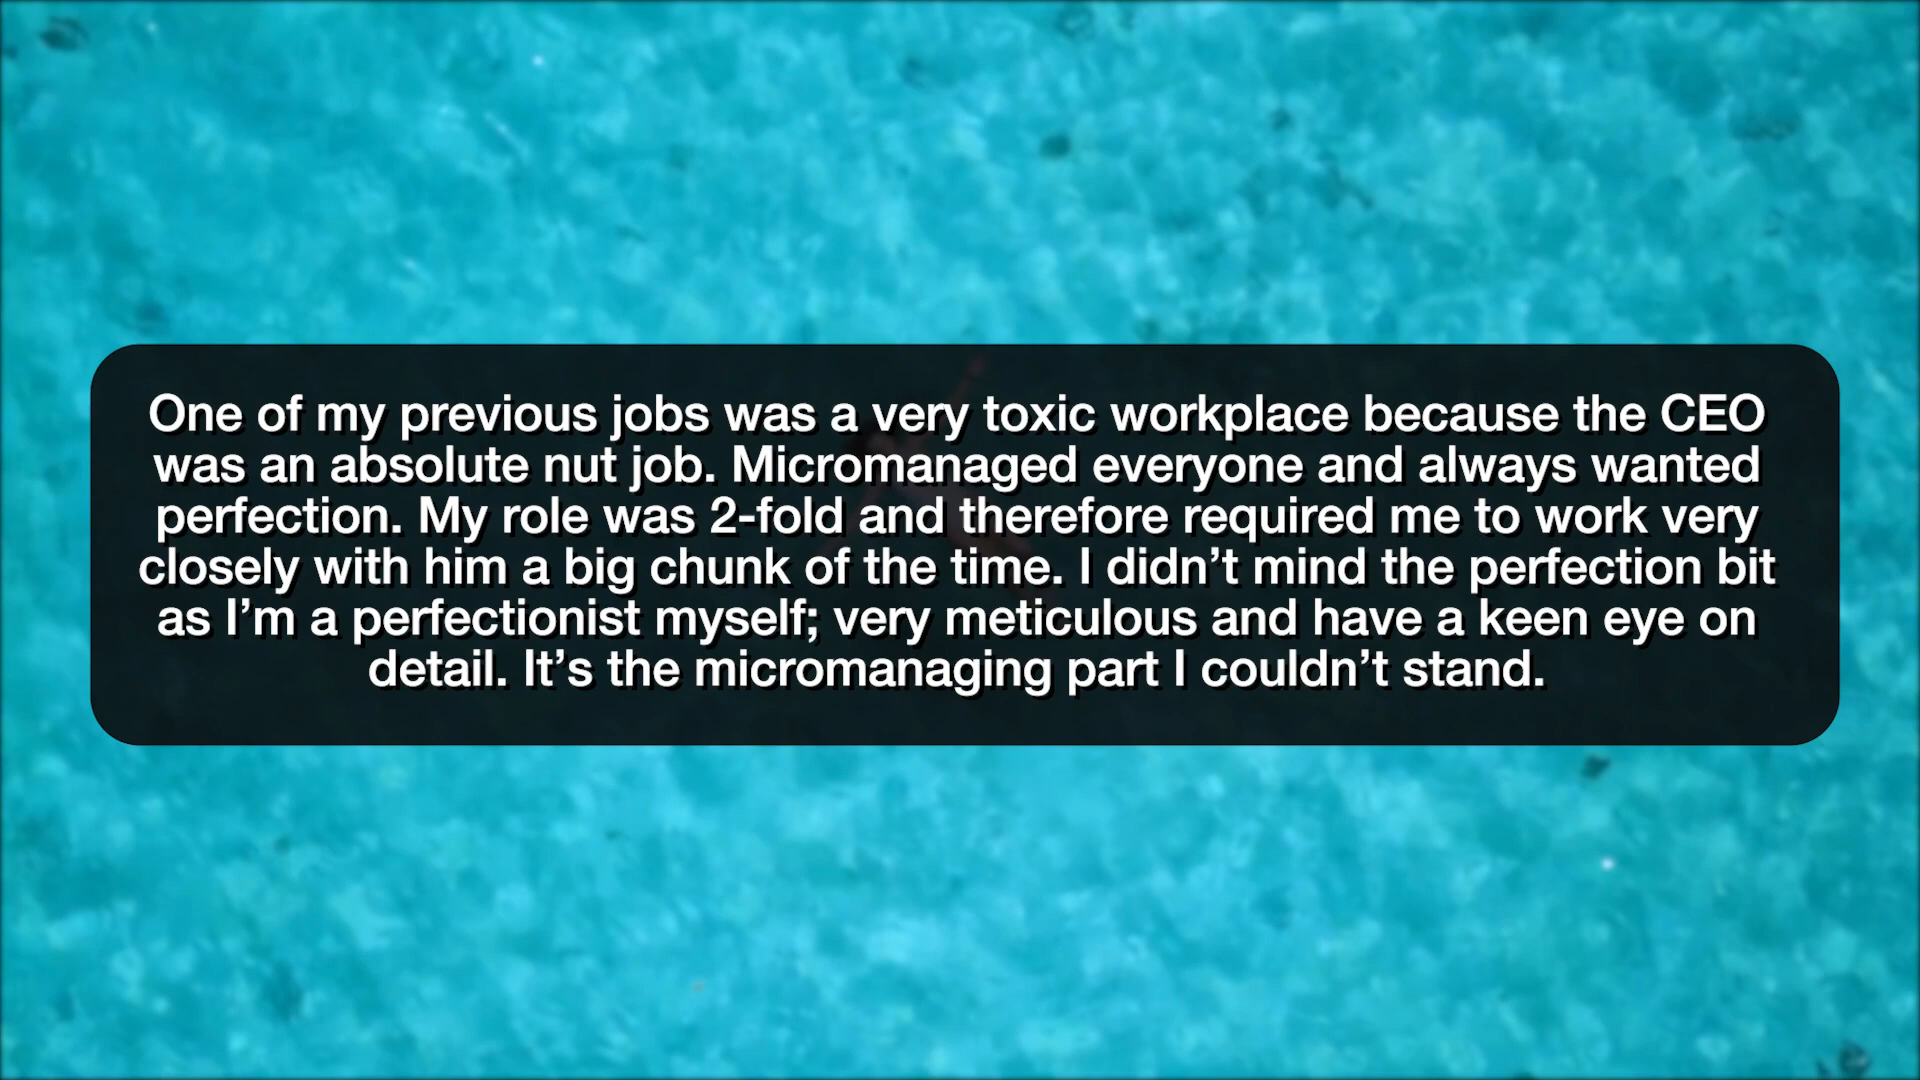 One of my previous jobs was a very toxic workplace because the CEO
was an absolute nut job. Micromanaged everyone and always wanted
perfection. My role was 2-fold and therefore required me to work very
closely with him a big chunk of the time. I didn’t mind the perfection bit
as I’m a perfectionist myself; very meticulous and have a keen eye on
detail. It’s the micromanaging part I couldn’t stand.